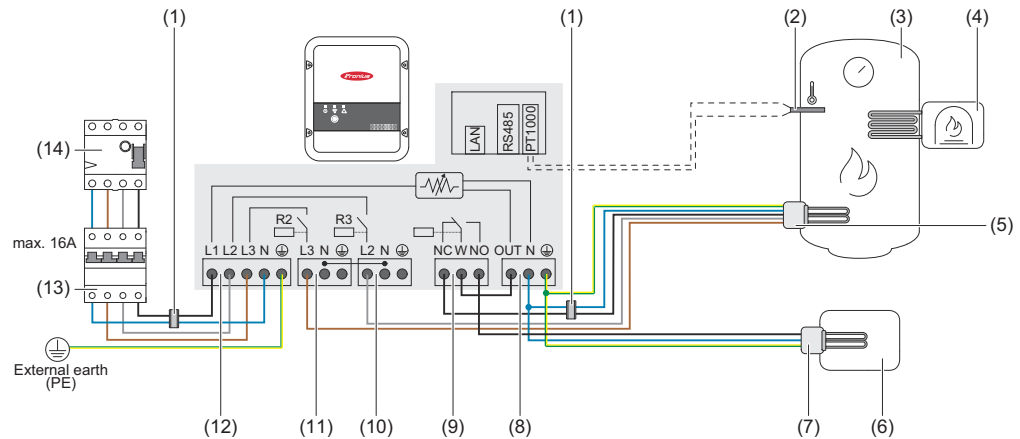 (1)
(1)
(2)
(3)
(4)
Fronius
LAN
RS485
PT1000
(14)
max. 16A
(13)
R2
R3
L1 L2 L3 N
L3 N
L2 N
NC W NO
OUT N
(5)
(1)
External earth
(PE)
(12)
(11)
(10)
(9)
(8)
(7)
(6)